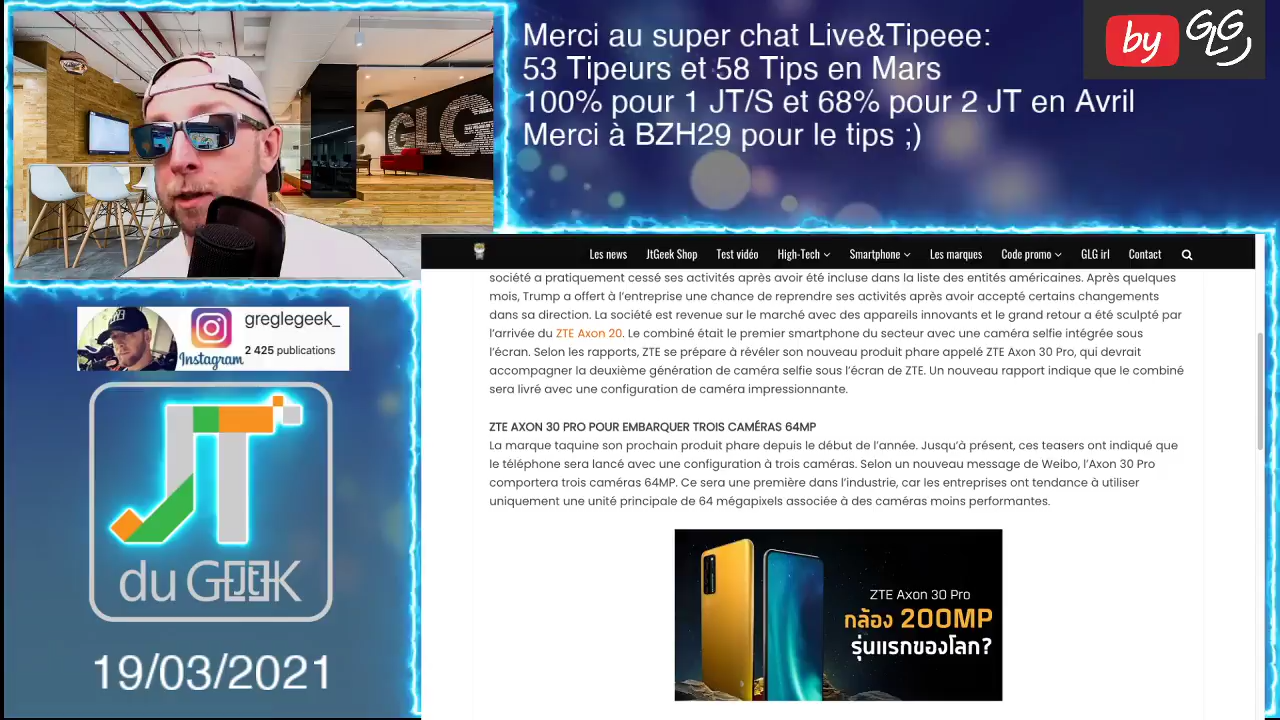 Merci au super chat Live&Tipeee:
53 Tipeurs et 58 Tips en Mars
100% pour 1 JT/S et 68% pour 2 JT en Avril
Merci à BZH29 pour le tips ;)
by GLG
GLG
Les news JtGeek Shop Test vidéo High-Tech Smartphone Les marques Code promo GLG irl Contact
société a pratiquement cessé ses activités après avoir été incluse dans la liste des entités américaines. Après quelques
mois, Trump a offert à l'entreprise une chance de reprendre ses activités après avoir accepté certains changements
dans sa direction. La société est revenue sur le marché avec des appareils innovants et le grand retour a été sculpté par
l'arrivée du ZTE Axon 20. Le combiné était le premier smartphone du secteur avec une caméra selfie intégrée sous
l'écran. Selon les rapports, ZTE se prépare à révéler son nouveau produit phare appelé ZTE Axon 30 Pro, qui devrait
accompagner la deuxième génération de caméra selfie sous l'écran de ZTE. Un nouveau rapport indique que le combiné
sera livré avec une configuration de caméra impressionnante.
ZTE AXON 30 PRO POUR EMBARQUER TROIS CAMÉRAS 64MP
La marque taquine son prochain produit phare depuis le début de l'année. Jusqu'à présent, ces teasers ont indiqué que
le téléphone sera lancé avec une configuration à trois caméras. Selon un nouveau message de Weibo, l'Axon 30 Pro
comportera trois caméras 64MP. Ce sera une première dans l'industrie, car les entreprises ont tendance à utiliser
uniquement une unité principale de 64 mégapixels associée à des caméras moins performantes.
ZTE Axon 30 Pro
กล้อง 200MP
รุ่นแรกของโลก?
greglegeek_
Instagram
2 425 publications
JT
du GEEK
19/03/2021